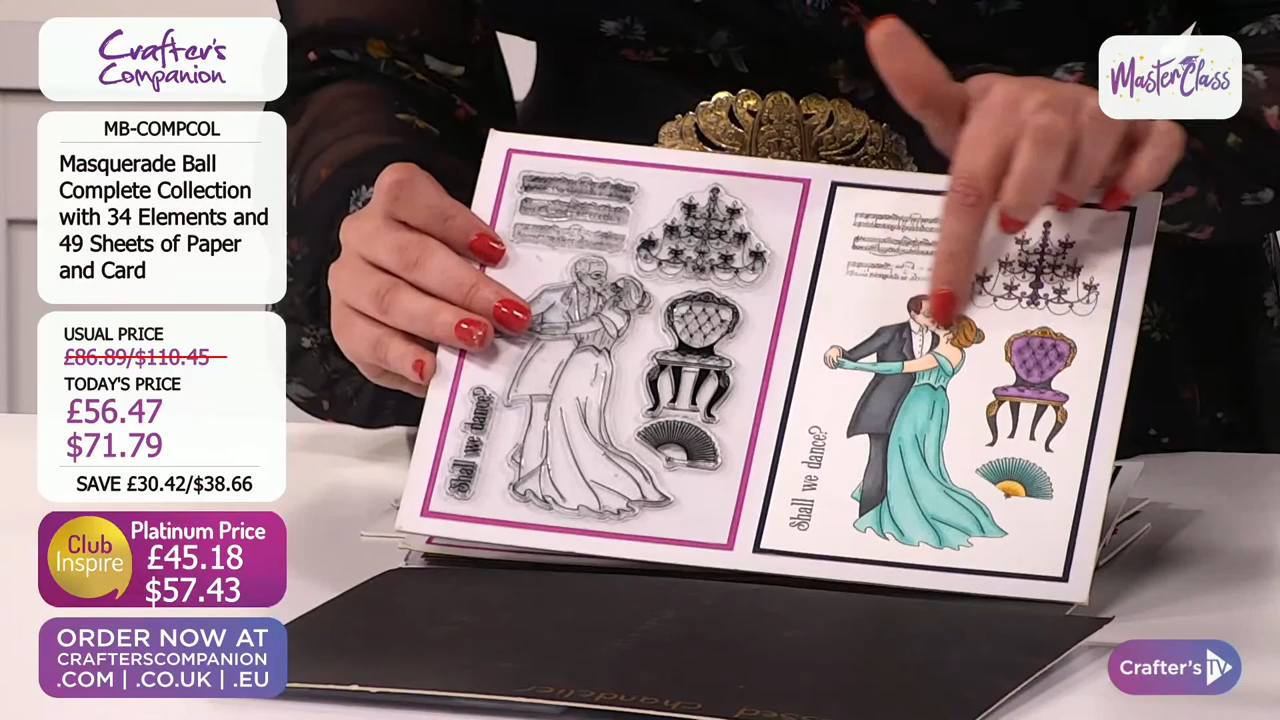 Crafter's
Companion
MB-COMPCOL
Masquerade Ball
Complete Collection
with 34 Elements and
49 Sheets of Paper
and Card
USUAL PRICE
£86.89/$110.45
TODAY'S PRICE
£56.47
$71.79
SAVE £30.42/$38.66
Club
Inspire
Platinum Price
£45.18
$57.43
ORDER NOW AT
CRAFTERSCOMPANION
.COM | .CO.UK | .EU
MasterClass
Shall we dance?
Shall we dance?
chandelier
Crafter's TV